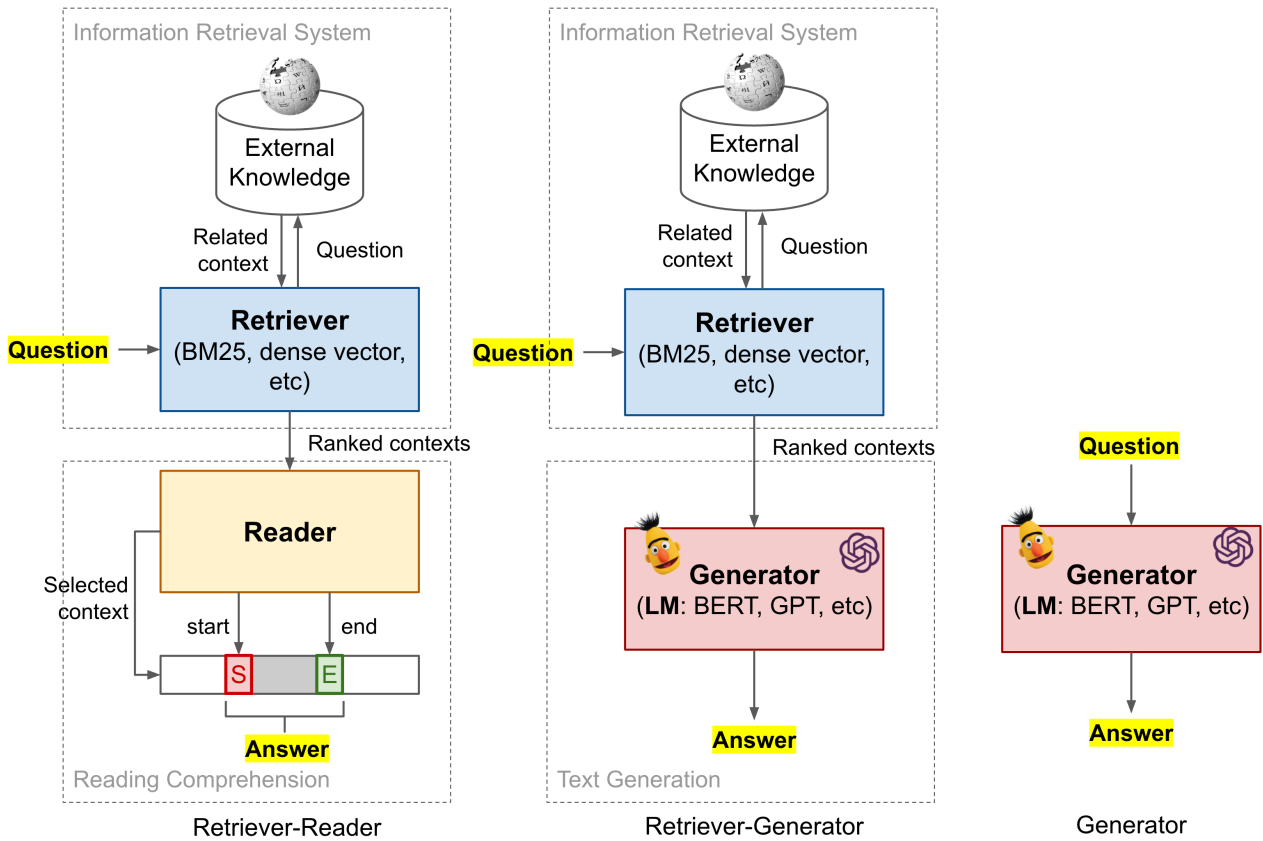 Information Retrieval System
External
Knowledge
Related
context
Question
Question
Retriever
(BM25, dense vector,
etc)
Ranked contexts
Reader
Selected
context
start
end
S
E
Answer
Reading Comprehension
Retriever-Reader
Information Retrieval System
External
Knowledge
Related
context
Question
Question
Retriever
(BM25, dense vector,
etc)
Ranked contexts
Generator
(LM: BERT, GPT, etc)
Answer
Text Generation
Retriever-Generator
Question
Generator
(LM: BERT, GPT, etc)
Answer
Generator